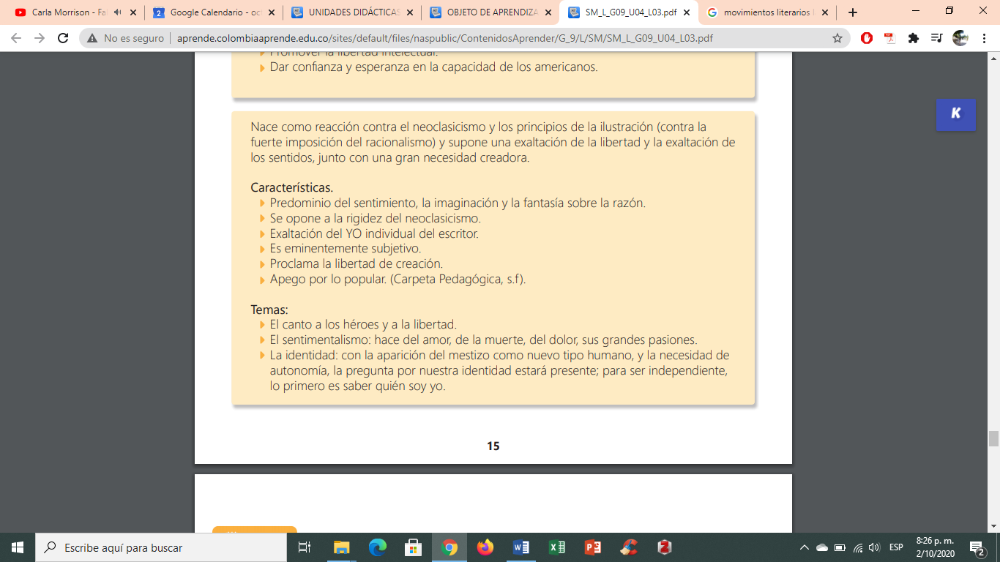 Carla Morrison - Fal
Google Calendario - oct
UNIDADES DIDÁCTICAS
OBJETO DE APRENDIZA
SM_L_G09_U04_L03.pdf
movimientos literarios l
No es seguro
aprende.colombiaaprende.edu.co/sites/default/files/naspublic/ContenidosAprender/G_9/L/SM/SM_L_G09_U04_L03.pdf
Promover la libertad intelectual.
Dar confianza y esperanza en la capacidad de los americanos.
K
Nace como reacción contra el neoclasicismo y los principios de la ilustración (contra la
fuerte imposición del racionalismo) y supone una exaltación de la libertad y la exaltación de
los sentidos, junto con una gran necesidad creadora.
Características.
Predominio del sentimiento, la imaginación y la fantasía sobre la razón.
Se opone a la rigidez del neoclasicismo.
Exaltación del YO individual del escritor.
Es eminentemente subjetivo.
Proclama la libertad de creación.
Apego por lo popular. (Carpeta Pedagógica, s.f).
Temas:
El canto a los héroes y a la libertad.
El sentimentalismo: hace del amor, de la muerte, del dolor, sus grandes pasiones.
La identidad: con la aparición del mestizo como nuevo tipo humano, y la necesidad de
autonomía, la pregunta por nuestra identidad estará presente; para ser independiente,
lo primero es saber quién soy yo.
15
Escribe aquí para buscar
ESP
8:26 p. m.
2/10/2020
2